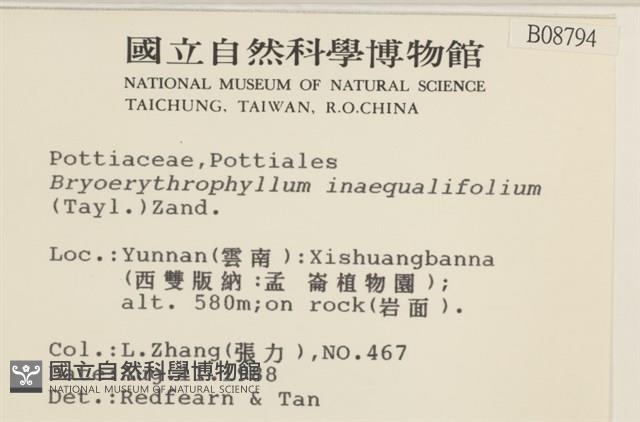 B08794
國立自然科學博物館
NATIONAL MUSEUM OF NATURAL SCIENCE
TAICHUNG, TAIWAN, R.O.CHINA
Pottiaceae,Pottiales
Bryoerythrophyllum inaequalifolium
(Tayl.)Zand.
Loc.:Yunnan(雲南):Xishuangbanna
(西雙版納:孟崙植物園);
alt. 580m;on rock(岩面).
Col.:L.Zhang(張力),NO.467
國立自然科學博物館
NATIONAL MUSEUM OF NATURAL SCIENCE
Det.:Redfearn & Tan